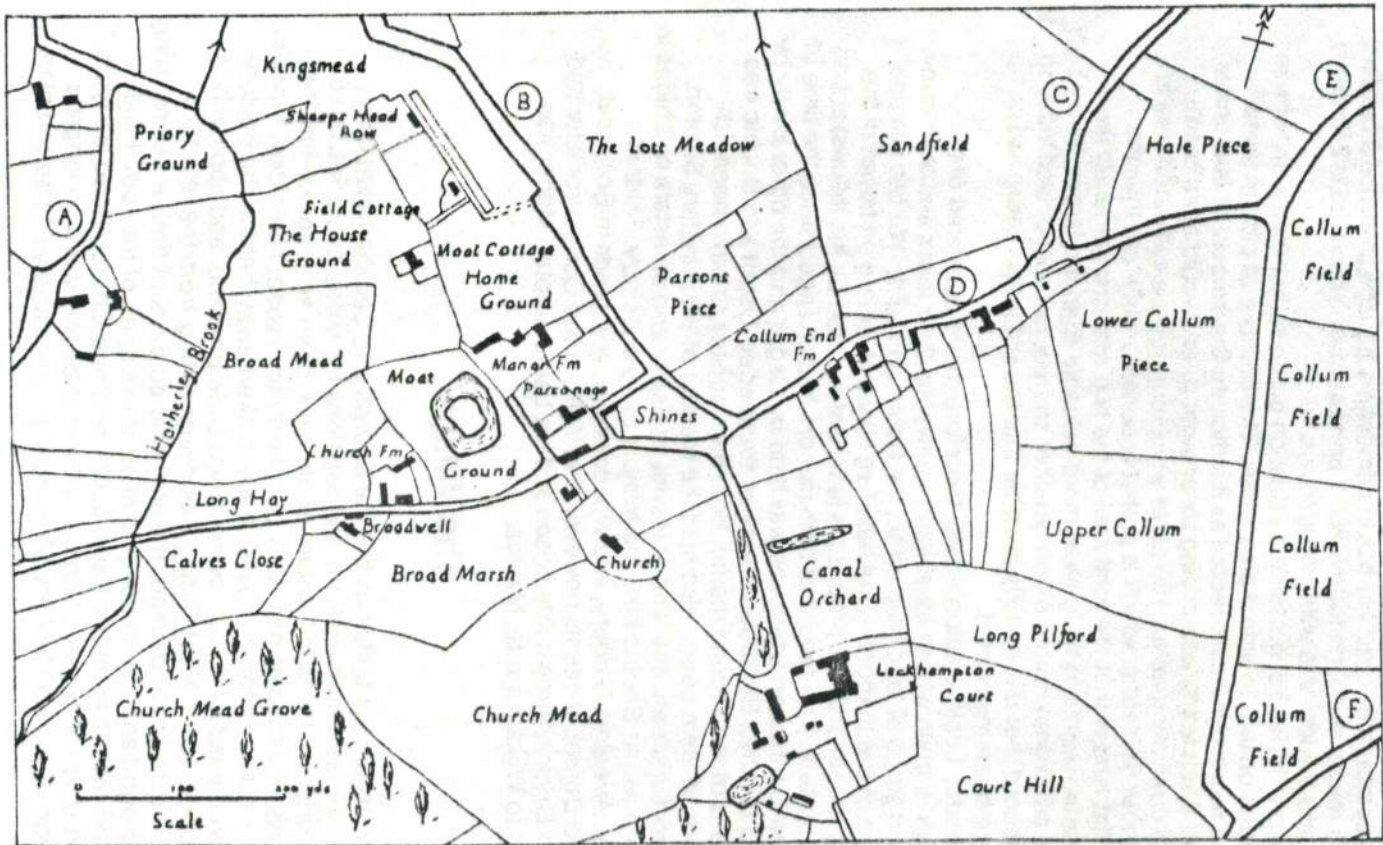 N
Kingsmead
B
C
E
Sheeps Head
Row
Priory
Ground
The Lott Meadow
Sandfield
Hale Piece
A
Field Cottage
The House
Ground
Moat Cottage
Home
Ground
Parsons
Piece
Collum
Field
D
Hatherley Brook
Broad Mead
Collum End
Fm
Lower Collum
Piece
Manor Fm
Moat
Parsonage
Shines
Collum
Field
Church Fm
Ground
Long Hay
Broadwell
Upper Collum
Calves Close
Broad Marsh
Church
Canal
Orchard
Collum
Field
Long Pilford
Leckhampton
Court
Church Mead Grove
Church Mead
Collum
Field
F
Court Hill
0
yds
Scale